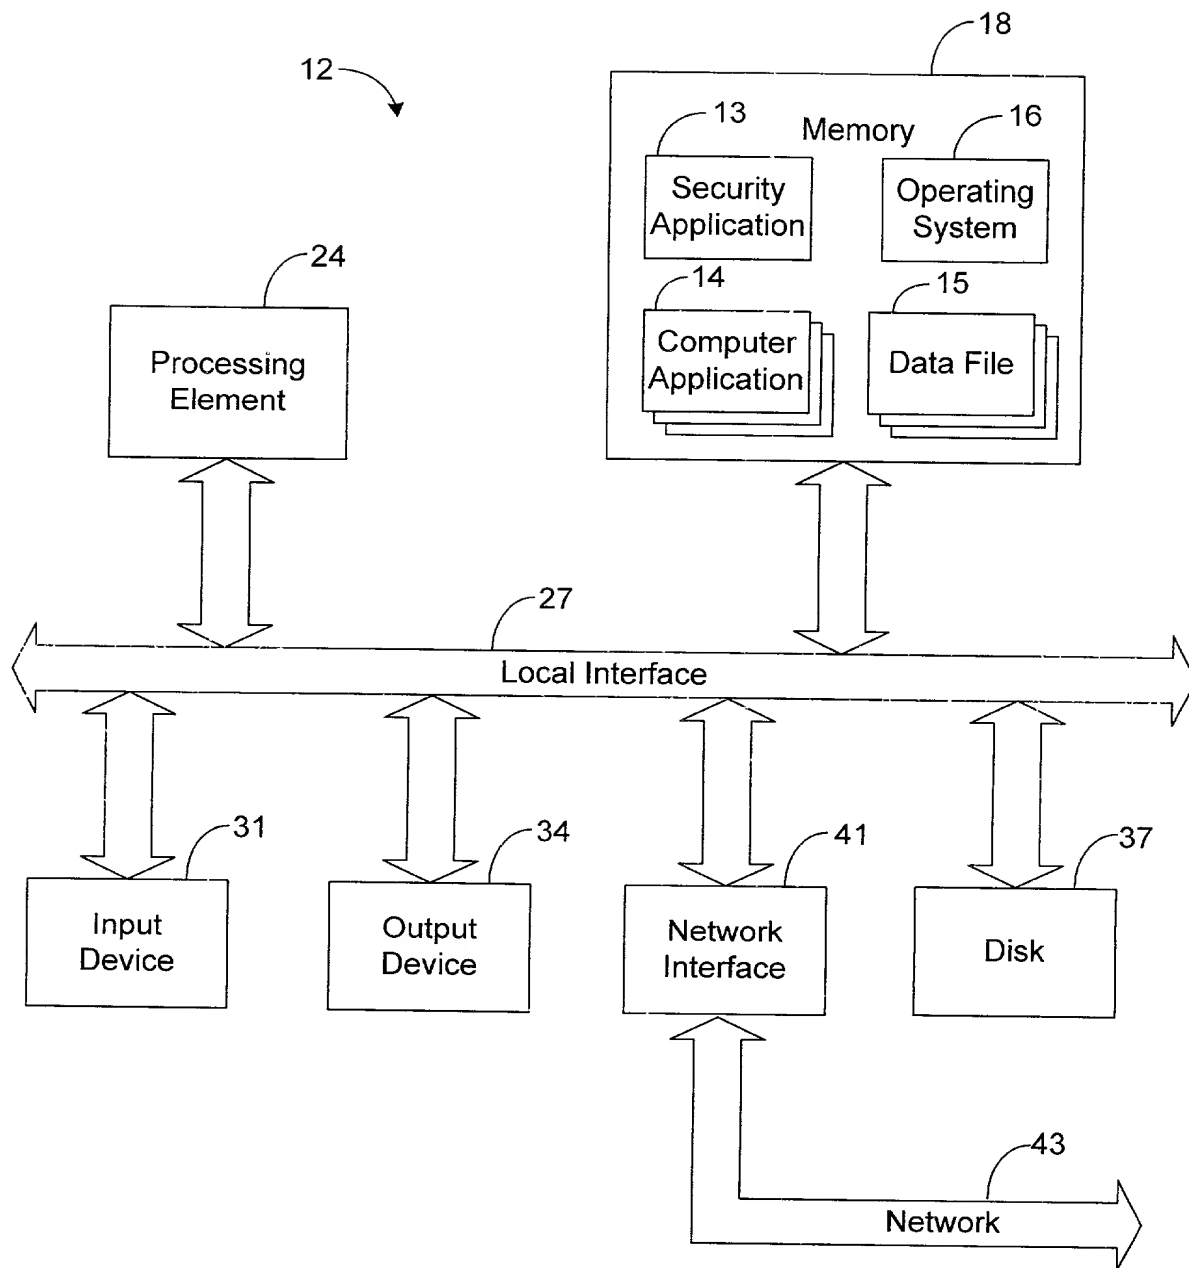 18
12
13
Memory
16
Security
Application
Operating
System
24
14
15
Processing
Element
Computer
Application
Data File
27
Local Interface
31
34
41
37
Input
Device
Output
Device
Network
Interface
Disk
43
Network